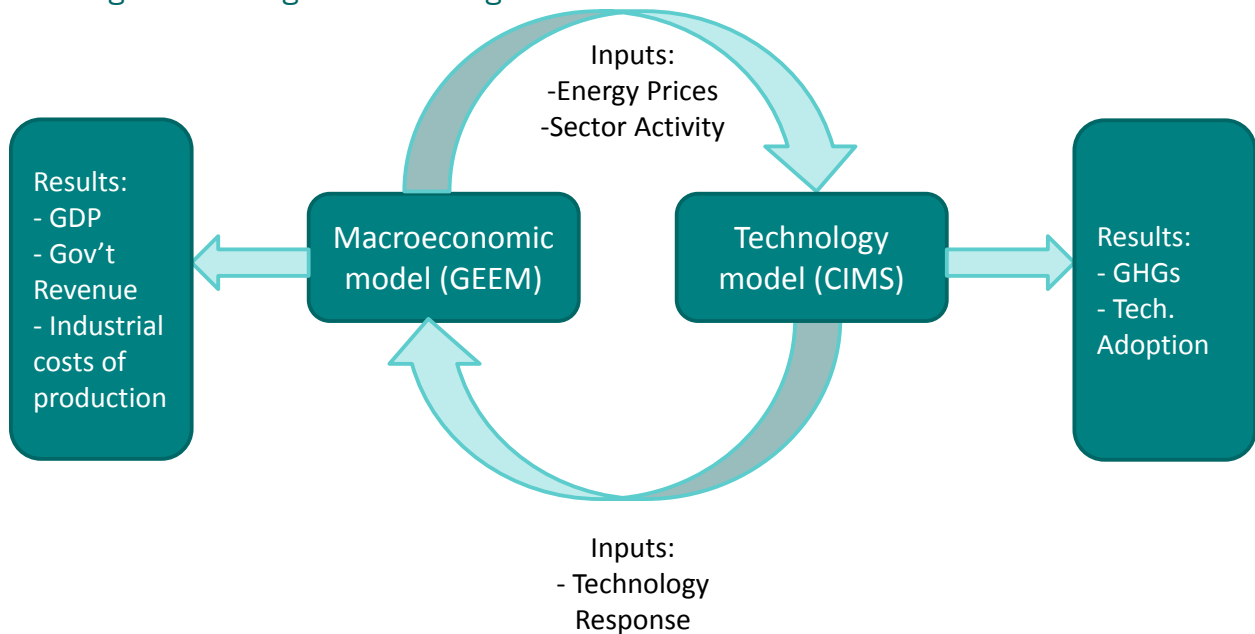 Inputs:
-Energy Prices
-Sector Activity
Results:
- GDP
- Gov’t
Revenue
- Industrial
costs of
production
Macroeconomic
model (GEEM)
Technology
model (CIMS)
Results:
- GHGs
- Tech.
Adoption
Inputs:
- Technology
Response